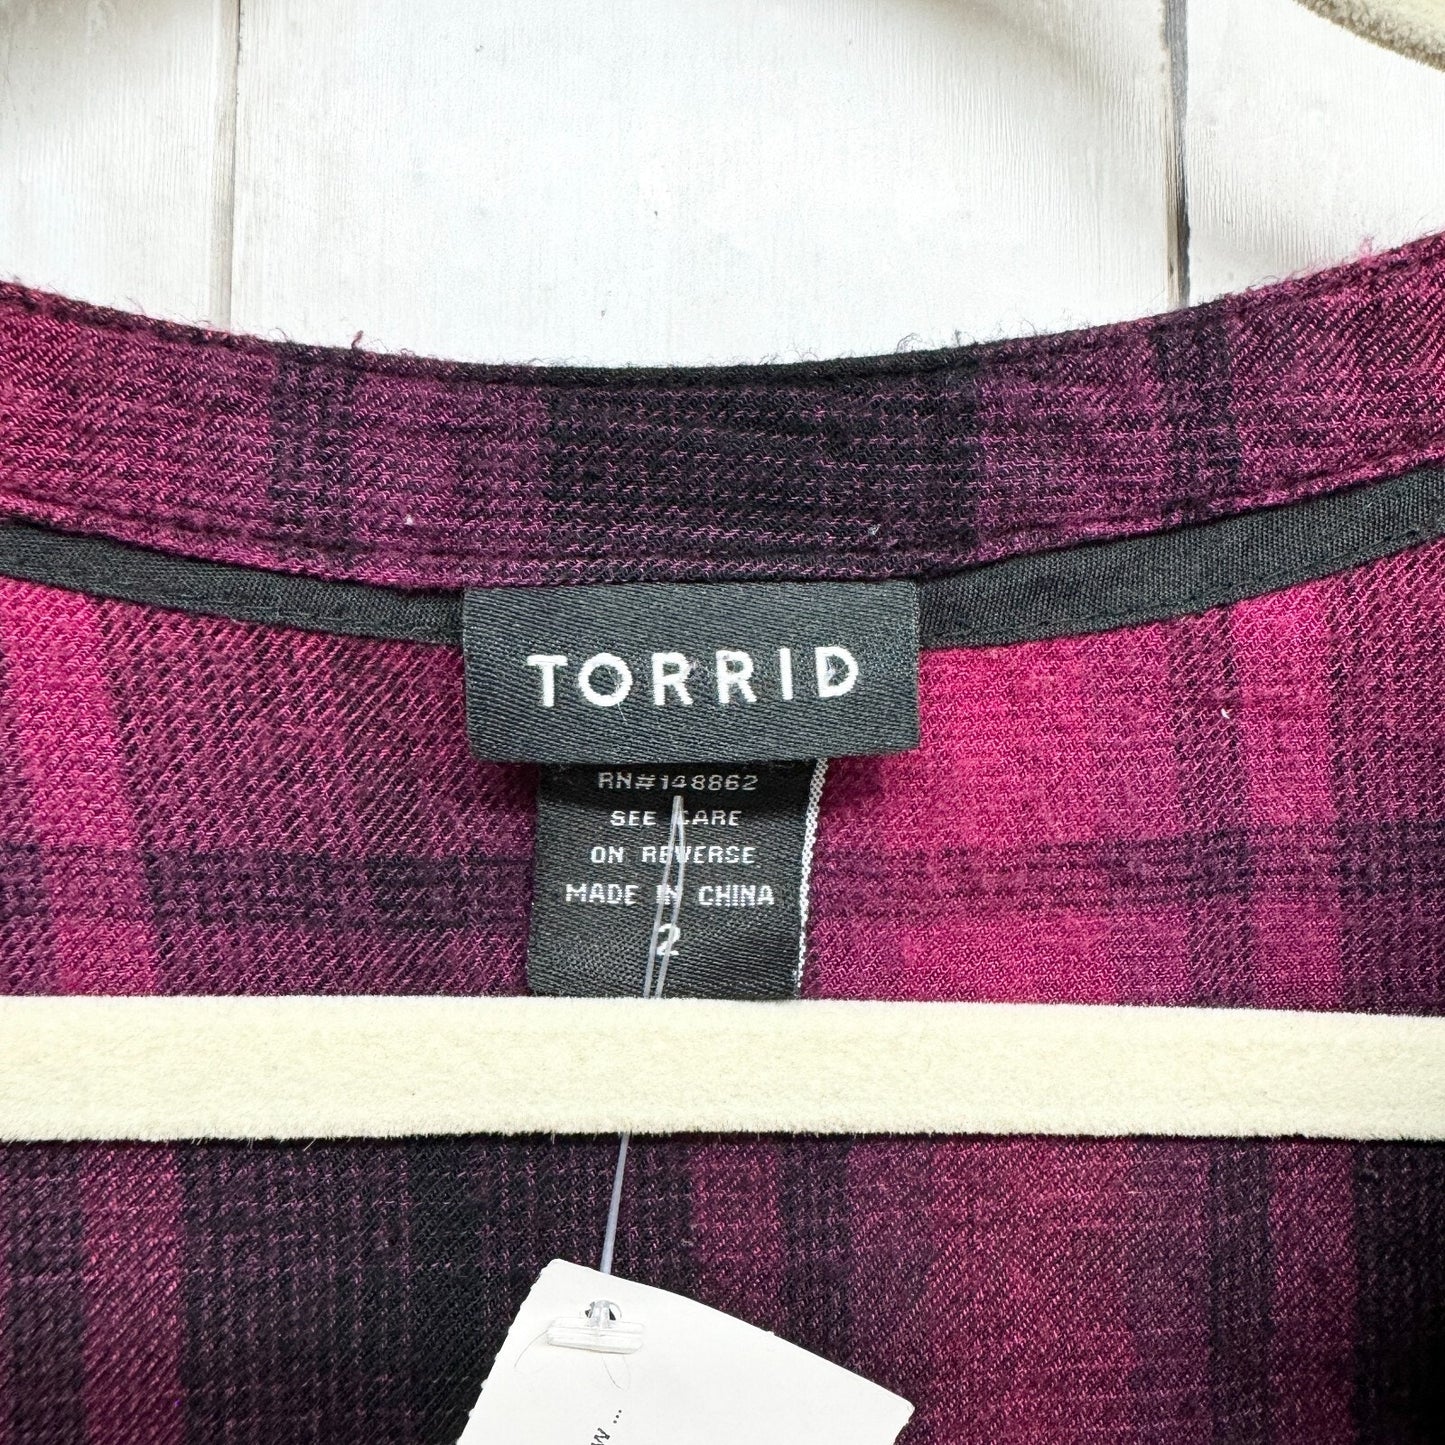 TORRID
RN#148862
SEE CARE
ON REVERSE
MADE IN CHINA
2